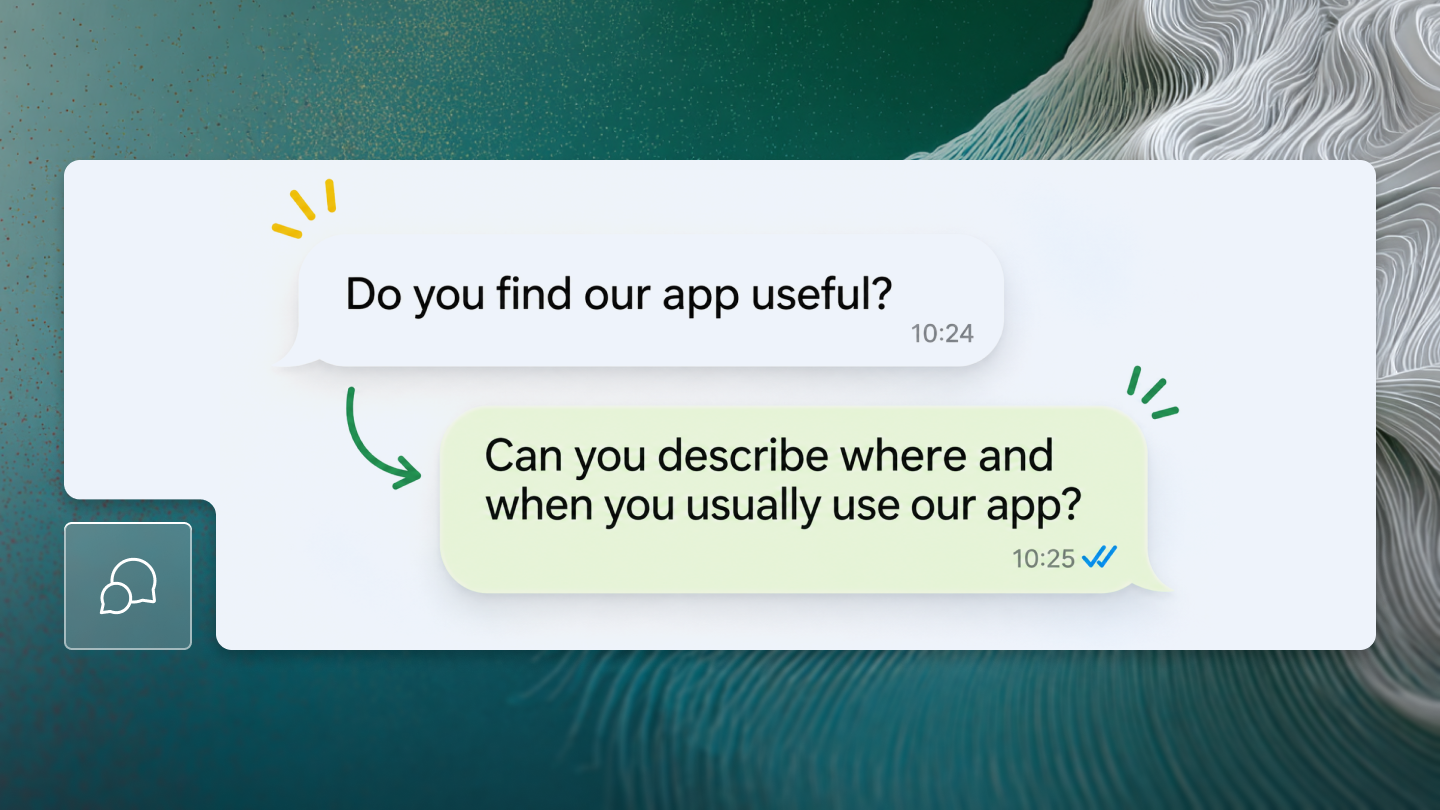 Do you find our app useful?
10:24
Can you describe where and
when you usually use our app?
10:25